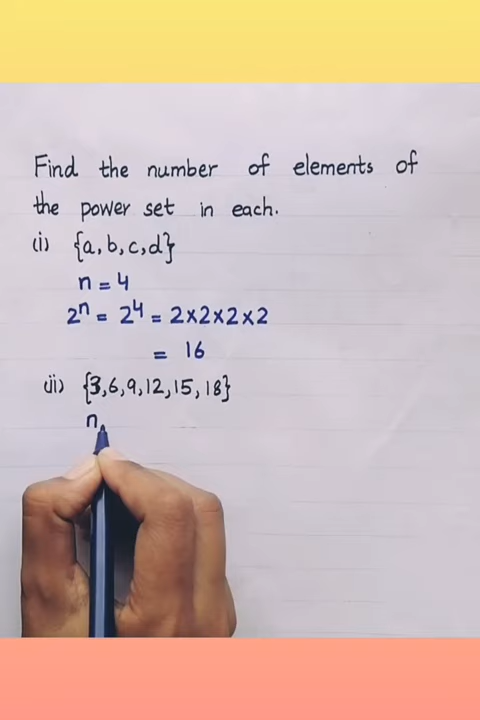 Find the number of elements of
the power set in each.
(i) {a, b, c, d}
n = 4
2ⁿ = 2⁴ = 2×2×2×2
= 16
(ii) {3, 6, 9, 12, 15, 18}
n